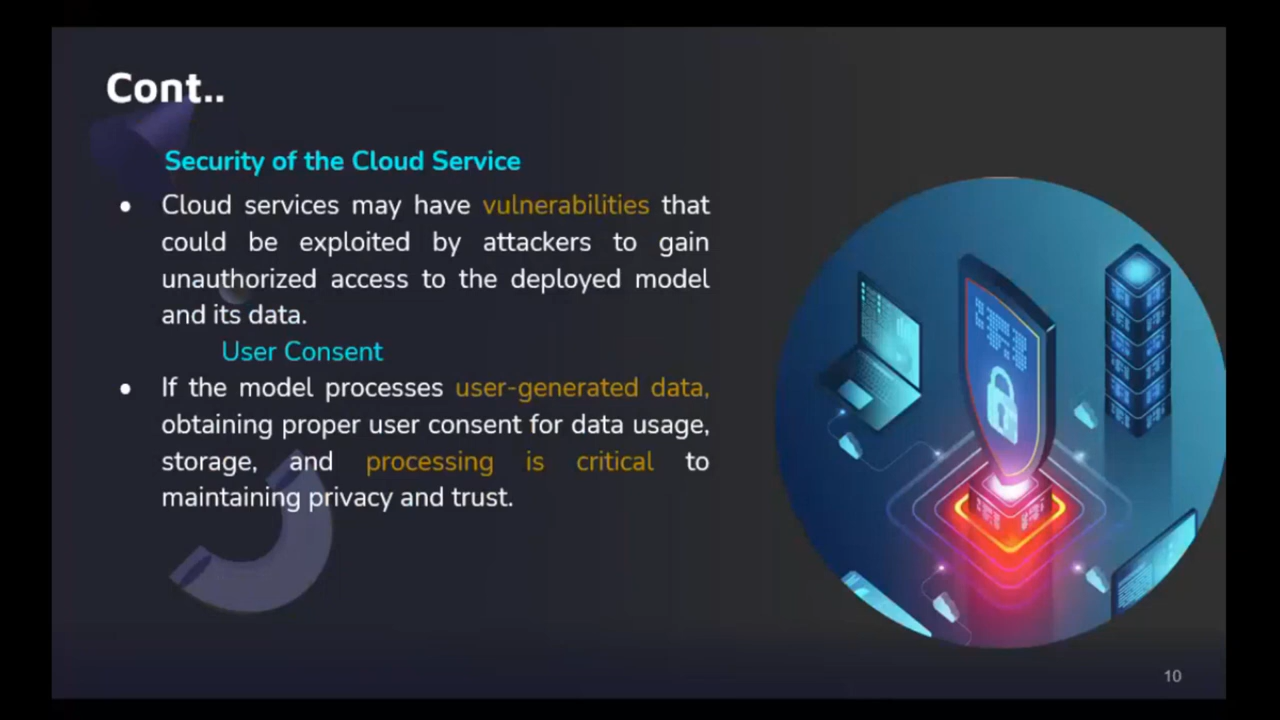 Cont..
Security of the Cloud Service
● Cloud services may have vulnerabilities that
could be exploited by attackers to gain
unauthorized access to the deployed model
and its data.
User Consent
● If the model processes user-generated data,
obtaining proper user consent for data usage,
storage, and processing is critical to
maintaining privacy and trust.
10